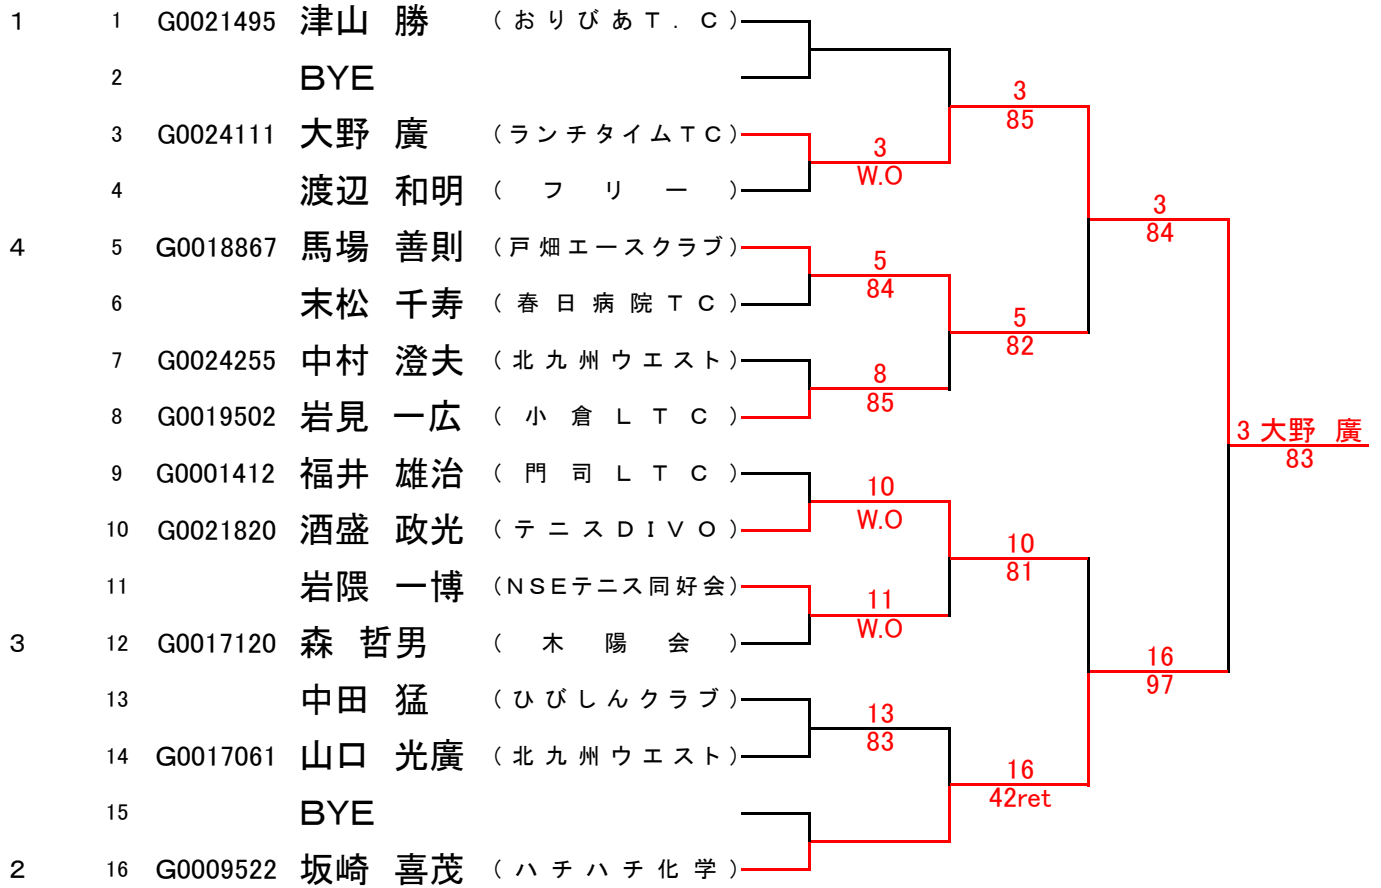 1 1 G0021495 津山 勝 (おりびあT.C)
2 BYE
3
85
3 G0024111 大野 廣 (ランチタイムTC)
3
W.O
4 渡辺 和明 (フリー)
3
84
4 5 G0018867 馬場 善則 (戸畑エースクラブ)
5
84
6 末松 千寿 (春日病院TC)
5
82
7 G0024255 中村 澄夫 (北九州ウエスト)
8
85
8 G0019502 岩見 一広 (小倉LTC)
3 大野 廣
83
9 G0001412 福井 雄治 (門司LTC)
10
W.O
10 G0021820 酒盛 政光 (テニスDIVO)
10
81
11 岩隈 一博 (NSEテニス同好会)
11
W.O
3 12 G0017120 森 哲男 (木陽会)
16
97
13 中田 猛 (ひびしんクラブ)
13
83
14 G0017061 山口 光廣 (北九州ウエスト)
16
42ret
15 BYE
2 16 G0009522 坂崎 喜茂 (ハチハチ化学)